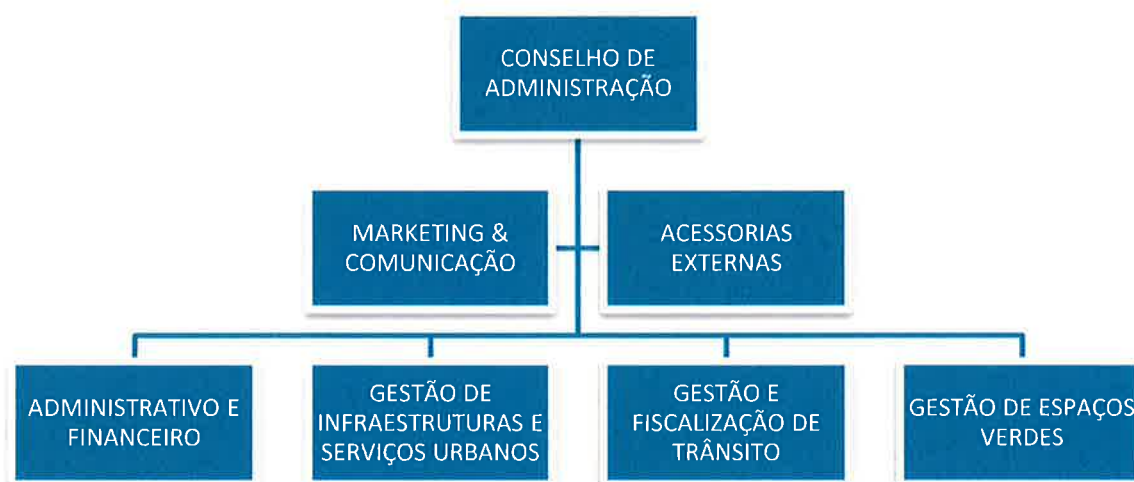 CONSELHO DE
ADMINISTRAÇÃO
MARKETING &
COMUNICAÇÃO
ACESSORIAS
EXTERNAS
ADMINISTRATIVO E
FINANCEIRO
GESTÃO DE
INFRAESTRUTURAS E
SERVIÇOS URBANOS
GESTÃO E
FISCALIZAÇÃO DE
TRÂNSITO
GESTÃO DE ESPAÇOS
VERDES